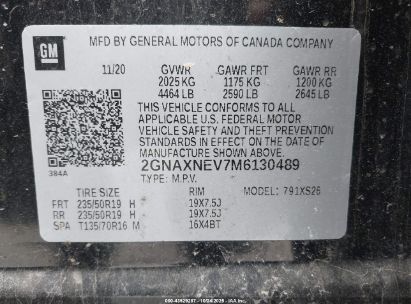 GM
MFD BY GENERAL MOTORS OF CANADA COMPANY
11/20 GVWR GAWR FRT GAWR RR
2025 KG 1175 KG 1200 KG
4464 LB 2590 LB 2645 LB
THIS VEHICLE CONFORMS TO ALL
APPLICABLE U.S. FEDERAL MOTOR
VEHICLE SAFETY AND THEFT PREVENTION
STANDARDS IN EFFECT ON THE DATE OF
MANUFACTURE SHOWN ABOVE.
384A 2GNAXNEV7M6130489
TYPE: M.P.V. MODEL: 791XS26
TIRE SIZE RIM
FRT 235/50R19 H 19X7.5J
RR 235/50R19 H 19X7.5J
SPA T135/70R16 M 16X4BT